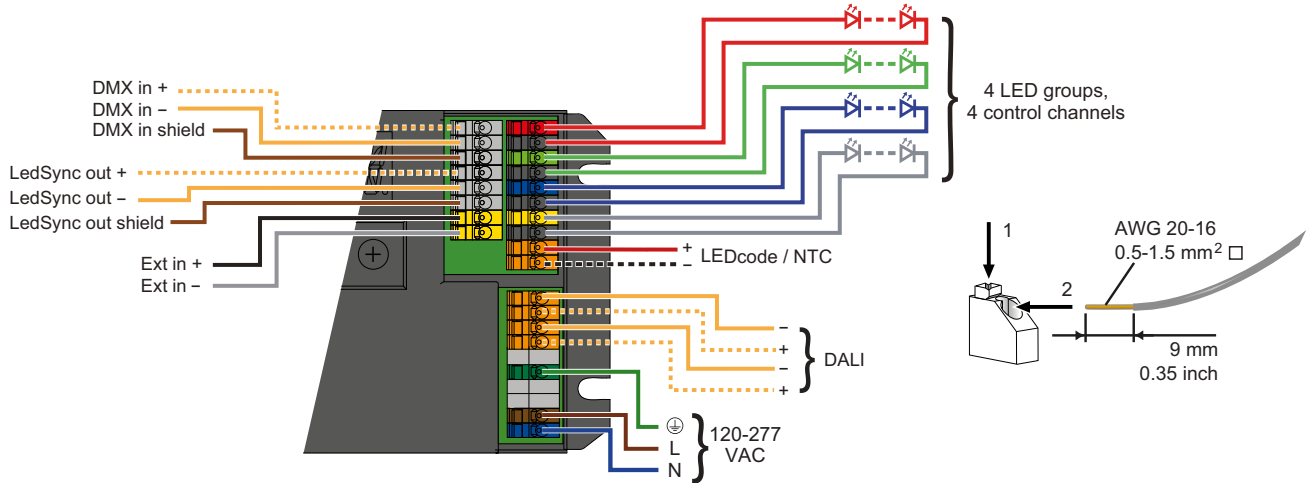 DMX in +
DMX in –
DMX in shield
LedSync out +
LedSync out –
LedSync out shield
Ext in +
Ext in –
4 LED groups,
4 control channels
+
–
LEDcode / NTC
–
+
–
+
DALI
L
N
120-277
VAC
1
2
AWG 20-16
0.5-1.5 mm² □
9 mm
0.35 inch